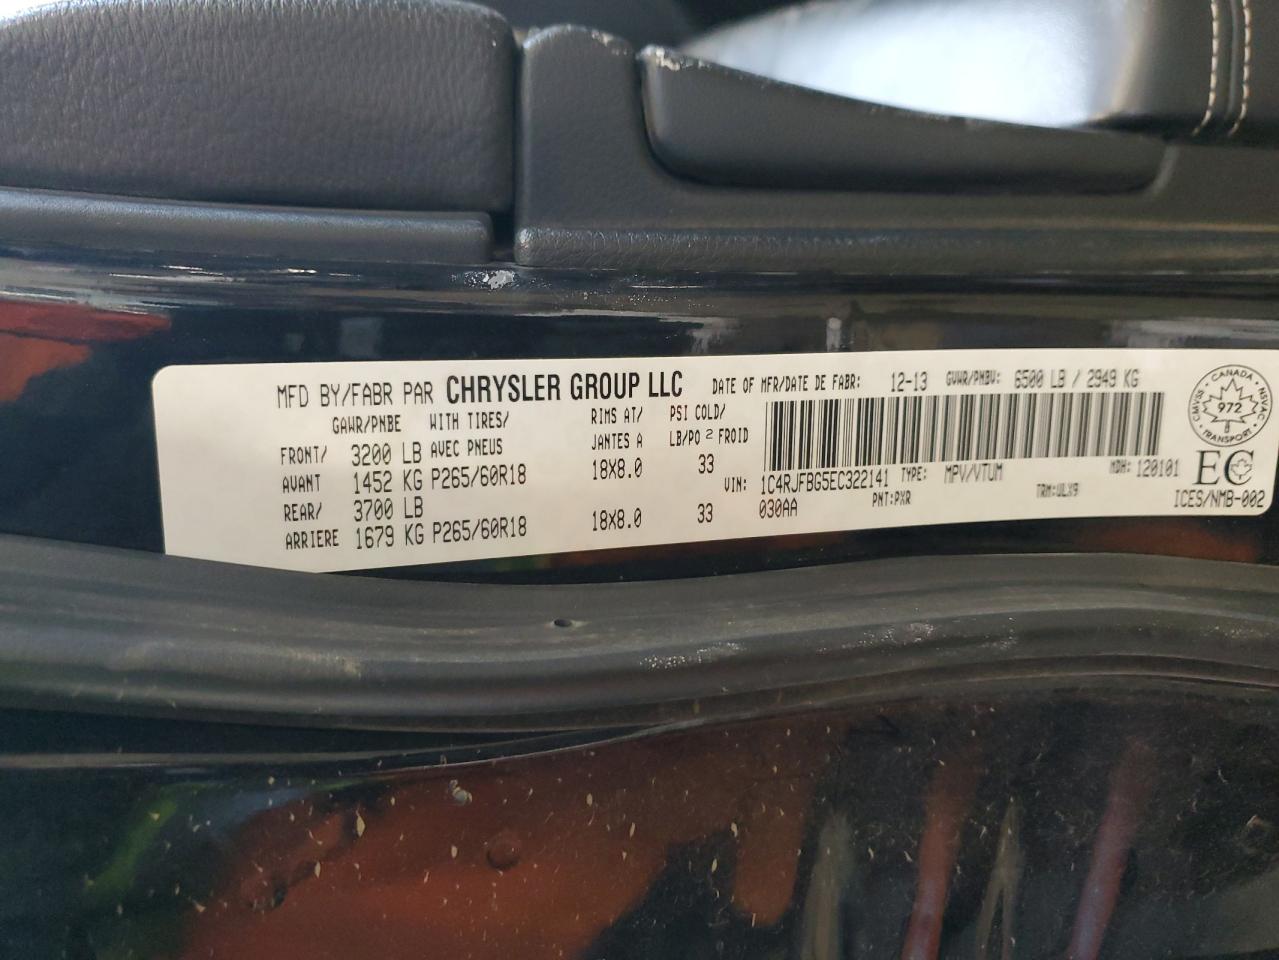 MFD BY/FABR PAR CHRYSLER GROUP LLC DATE OF MFR/DATE DE FABR: 12-13 GVWR/PNBV: 6500 LB / 2949 KG
GAWR/PNBE WITH TIRES/ RIMS AT/ PSI COLD/
FRONT/ 3200 LB AVEC PNEUS JANTES A LB/PO 2 FROID
AVANT 1452 KG P265/60R18 18X8.0 33
REAR/ 3700 LB
ARRIERE 1679 KG P265/60R18 18X8.0 33
VIN: 1C4RJFBG5EC322141 TYPE: MPV/VTUM MDH: 120101
030AA PNT:PXR TRM:ULX9
CANADA
CMVSS NSVAC
972
TRANSPORT
EC
ICES/NMB-002